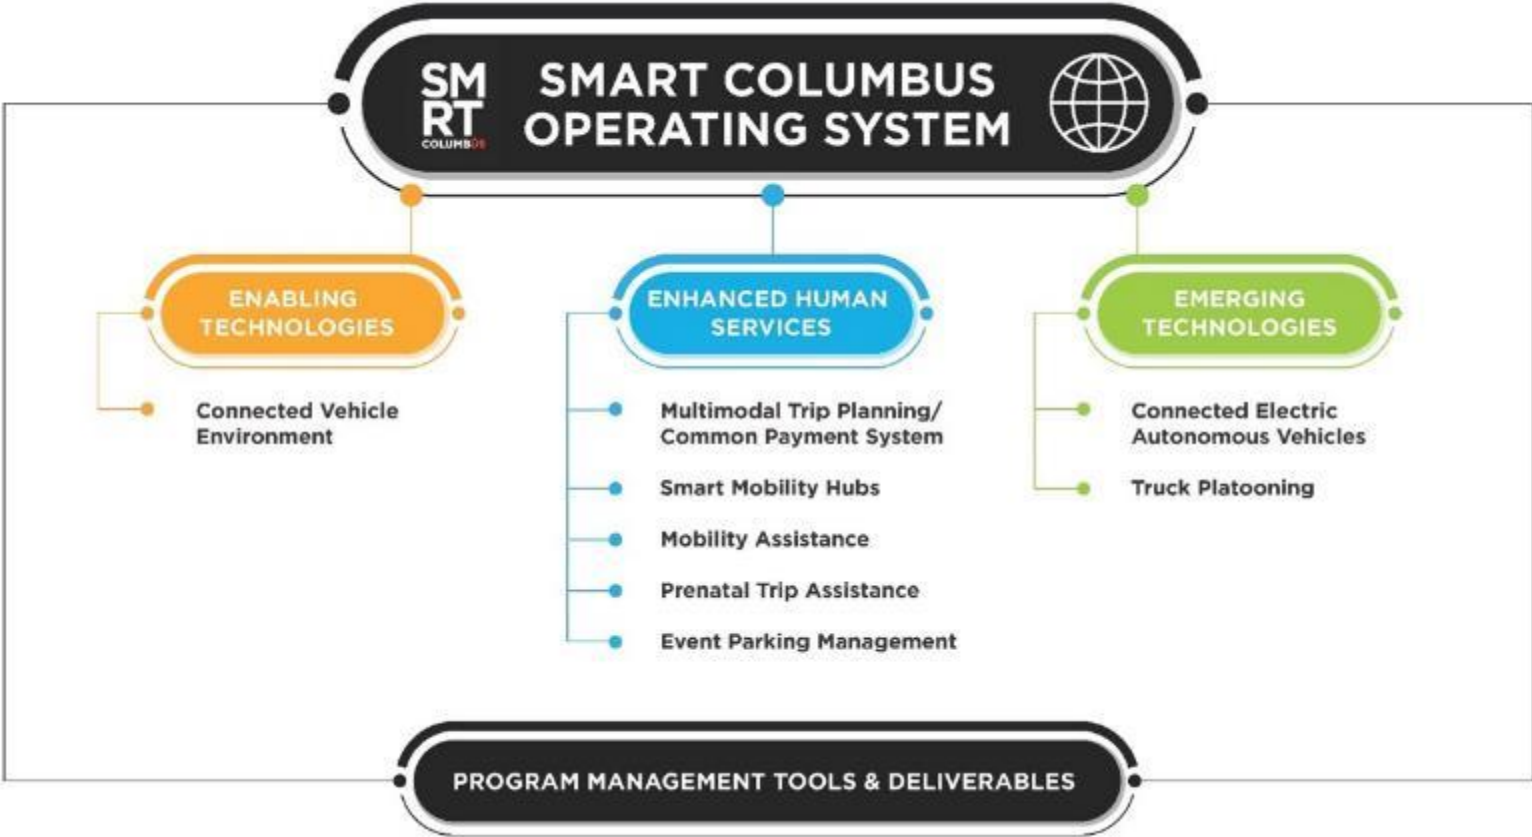 SM
RT
COLUMBUS
SMART COLUMBUS
OPERATING SYSTEM
ENABLING
TECHNOLOGIES
Connected Vehicle
Environment
ENHANCED HUMAN
SERVICES
Multimodal Trip Planning/
Common Payment System
Smart Mobility Hubs
Mobility Assistance
Prenatal Trip Assistance
Event Parking Management
EMERGING
TECHNOLOGIES
Connected Electric
Autonomous Vehicles
Truck Platooning
PROGRAM MANAGEMENT TOOLS & DELIVERABLES